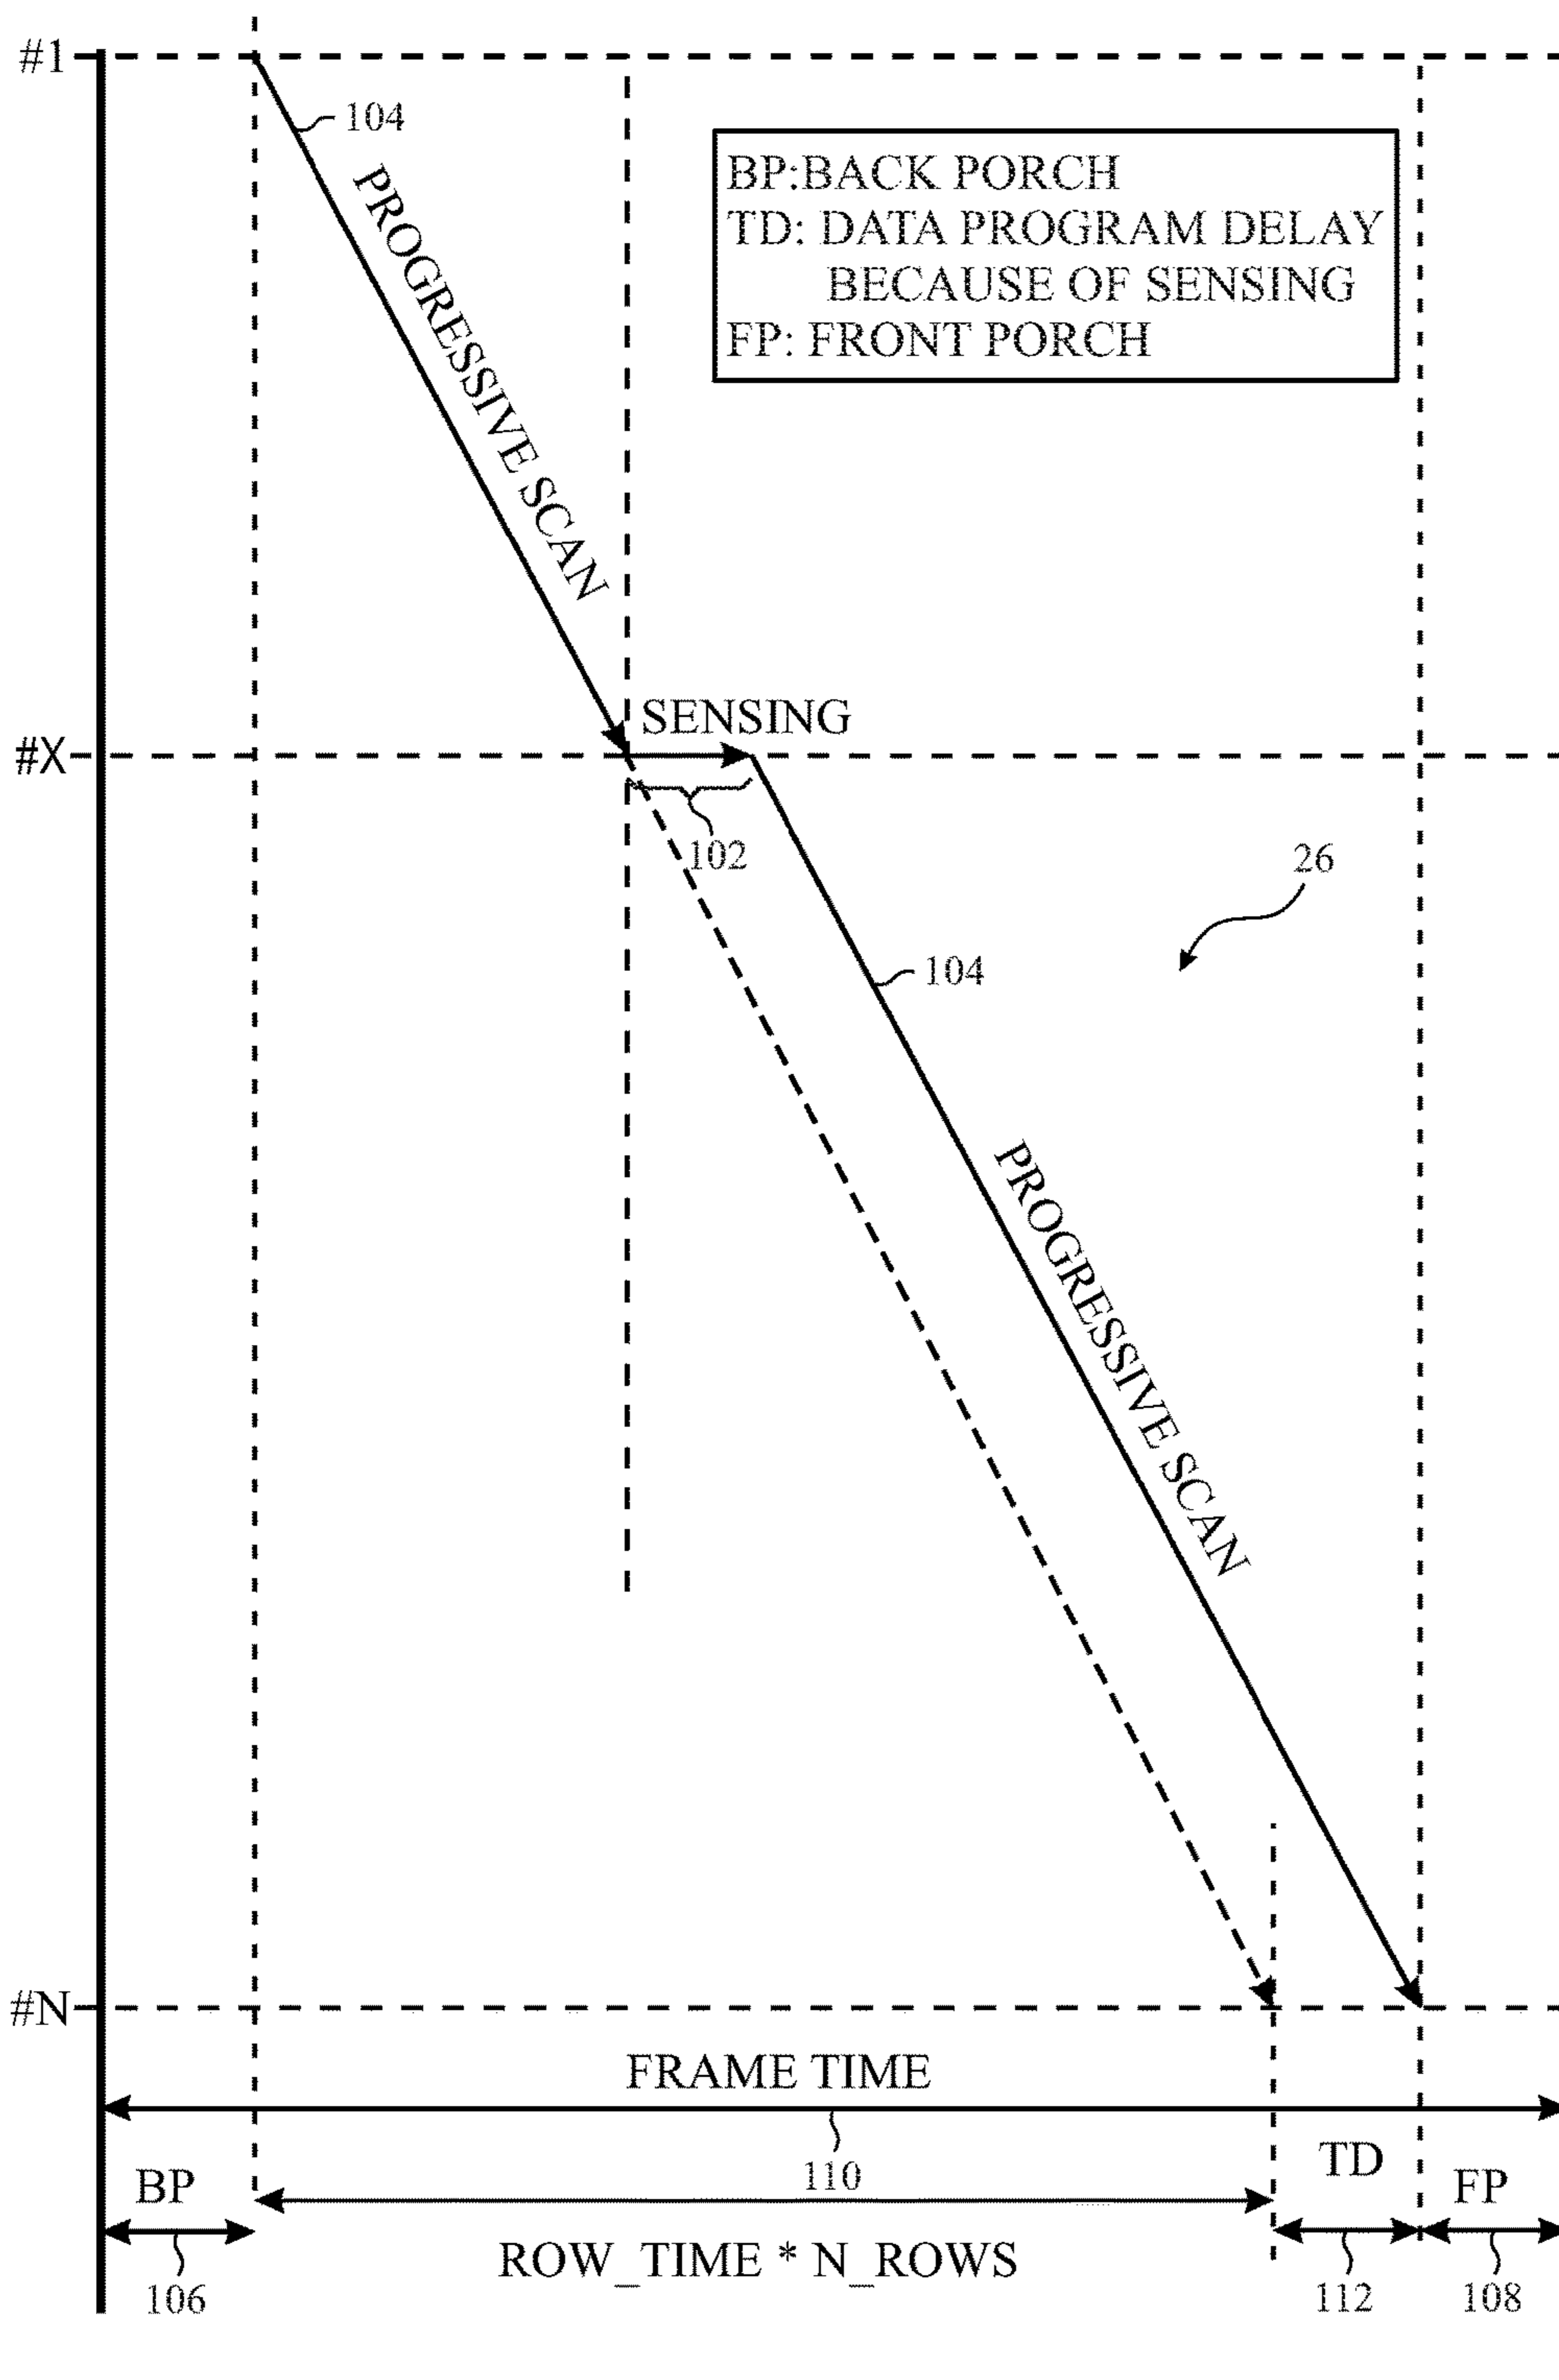 #1
104
PROGRESSIVE SCAN
BP:BACK PORCH
TD: DATA PROGRAM DELAY
BECAUSE OF SENSING
FP: FRONT PORCH
SENSING
#X
102
26
104
PROGRESSIVE SCAN
#N
FRAME TIME
110
BP
TD
FP
ROW_TIME * N_ROWS
106
112
108